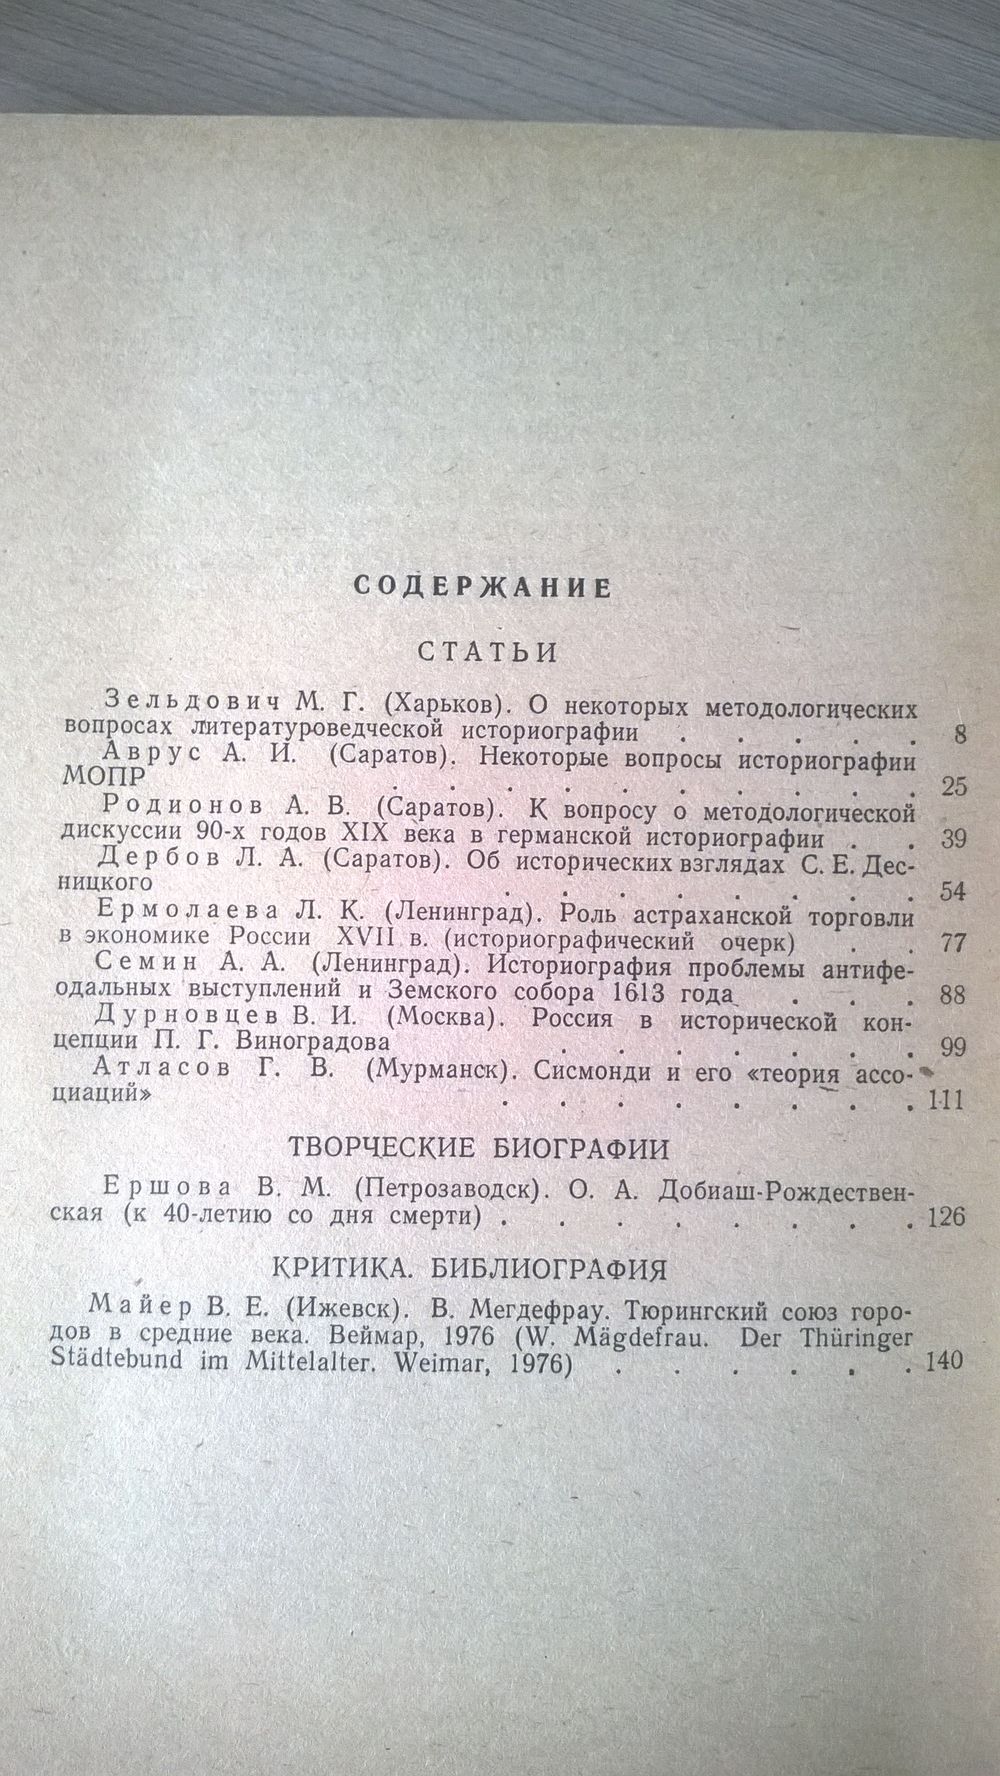 СОДЕРЖАНИЕ
СТАТЬИ
Зельдович М. Г. (Харьков). О некоторых методологических
вопросах литературоведческой историографии . . . . . 8
Аврус А. И. (Саратов). Некоторые вопросы историографии
МОПР . . . . . . . . . . 25
Родионов А. В. (Саратов). К вопросу о методологической
дискуссии 90-х годов XIX века в германской историографии . . 39
Дербов Л. А. (Саратов). Об исторических взглядах С. Е. Дес-
ницкого . . . . . . . . 54
Ермолаева Л. К. (Ленинград). Роль астраханской торговли
в экономике России XVII в. (историографический очерк) . . 77
Семин А. А. (Ленинград). Историография проблемы антифе-
одальных выступлений и Земского собора 1613 года . . . 88
Дурновцев В. И. (Москва). Россия в исторической кон-
цепции П. Г. Виноградова . . . . . . . 99
Атласов Г. В. (Мурманск). Сисмонди и его «теория ассо-
циаций» . . . . . . . . 111
ТВОРЧЕСКИЕ БИОГРАФИИ
Ершова В. М. (Петрозаводск). О. А. Добиаш-Рождествен-
ская (к 40-летию со дня смерти) . . . . . . . . 126
КРИТИКА. БИБЛИОГРАФИЯ
Майер В. Е. (Ижевск). В. Мегдефрау. Тюрингский союз горо-
дов в средние века. Веймар, 1976 (W. Mägdefrau. Der Thüringer
Städtebund im Mittelalter. Weimar, 1976) . . . . . . 140